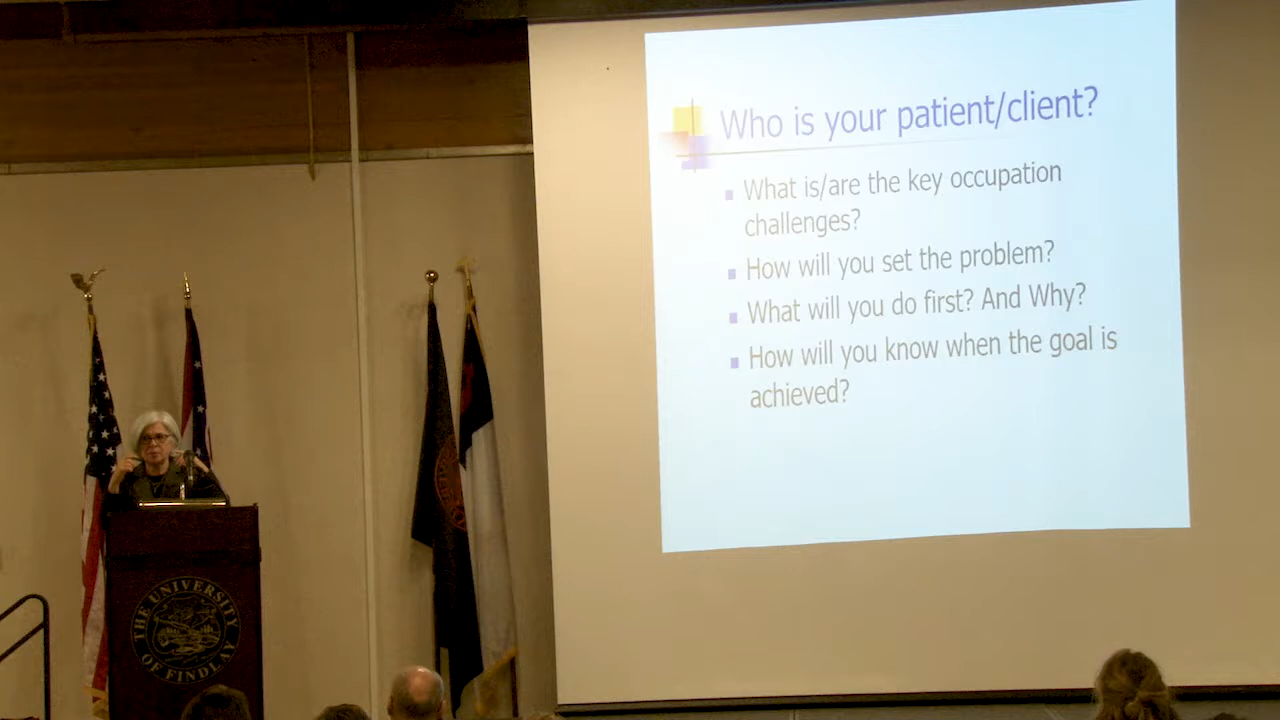 Who is your patient/client?
What is/are the key occupation
challenges?
How will you set the problem?
What will you do first? And Why?
How will you know when the goal is
achieved?
THE UNIVERSITY
OF FINDLAY